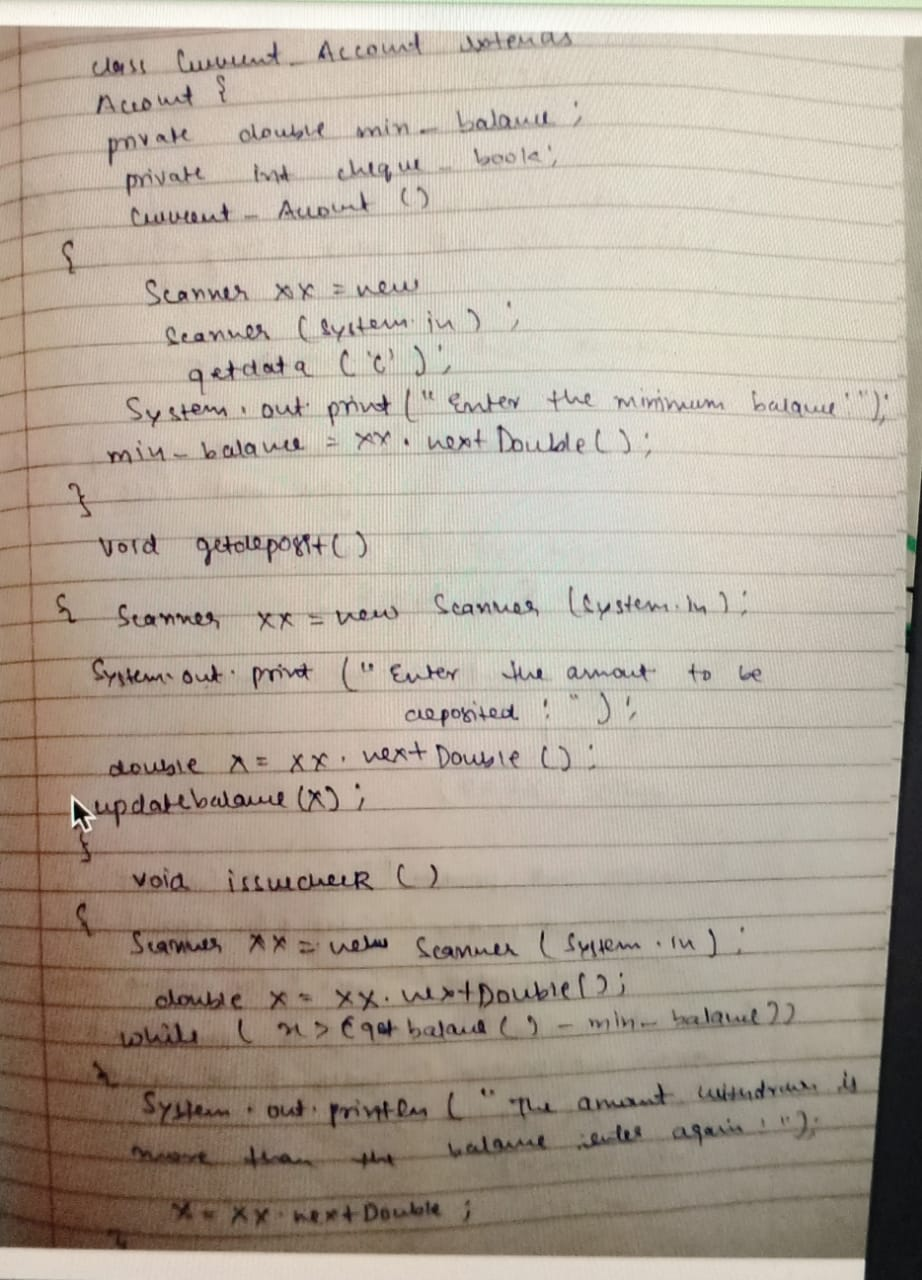 class Current_Account extends
Account {
private double min_balance;
private int cheque_book;
Current_Account ()
{
Scanner xx = new
Scanner (System.in);
getdata ('c');
System.out.print("Enter the minimum balance:");
min_balance = xx.nextDouble();
}
void getdeposit()
{ Scanner xx = new Scanner (System.in);
System.out.print ("Enter the amout to be
deposited : ");
double x = xx.nextDouble ();
updatebalance(x);
}
void issuecheck ()
{
Scanner xx = new Scanner (System.in);
double x = xx.nextDouble();
while ( x > (getbalance() - min_balance))
{
System.out.println ("The amount withdrawn is
more than the balance enter again:");
x = xx.nextDouble ;
}